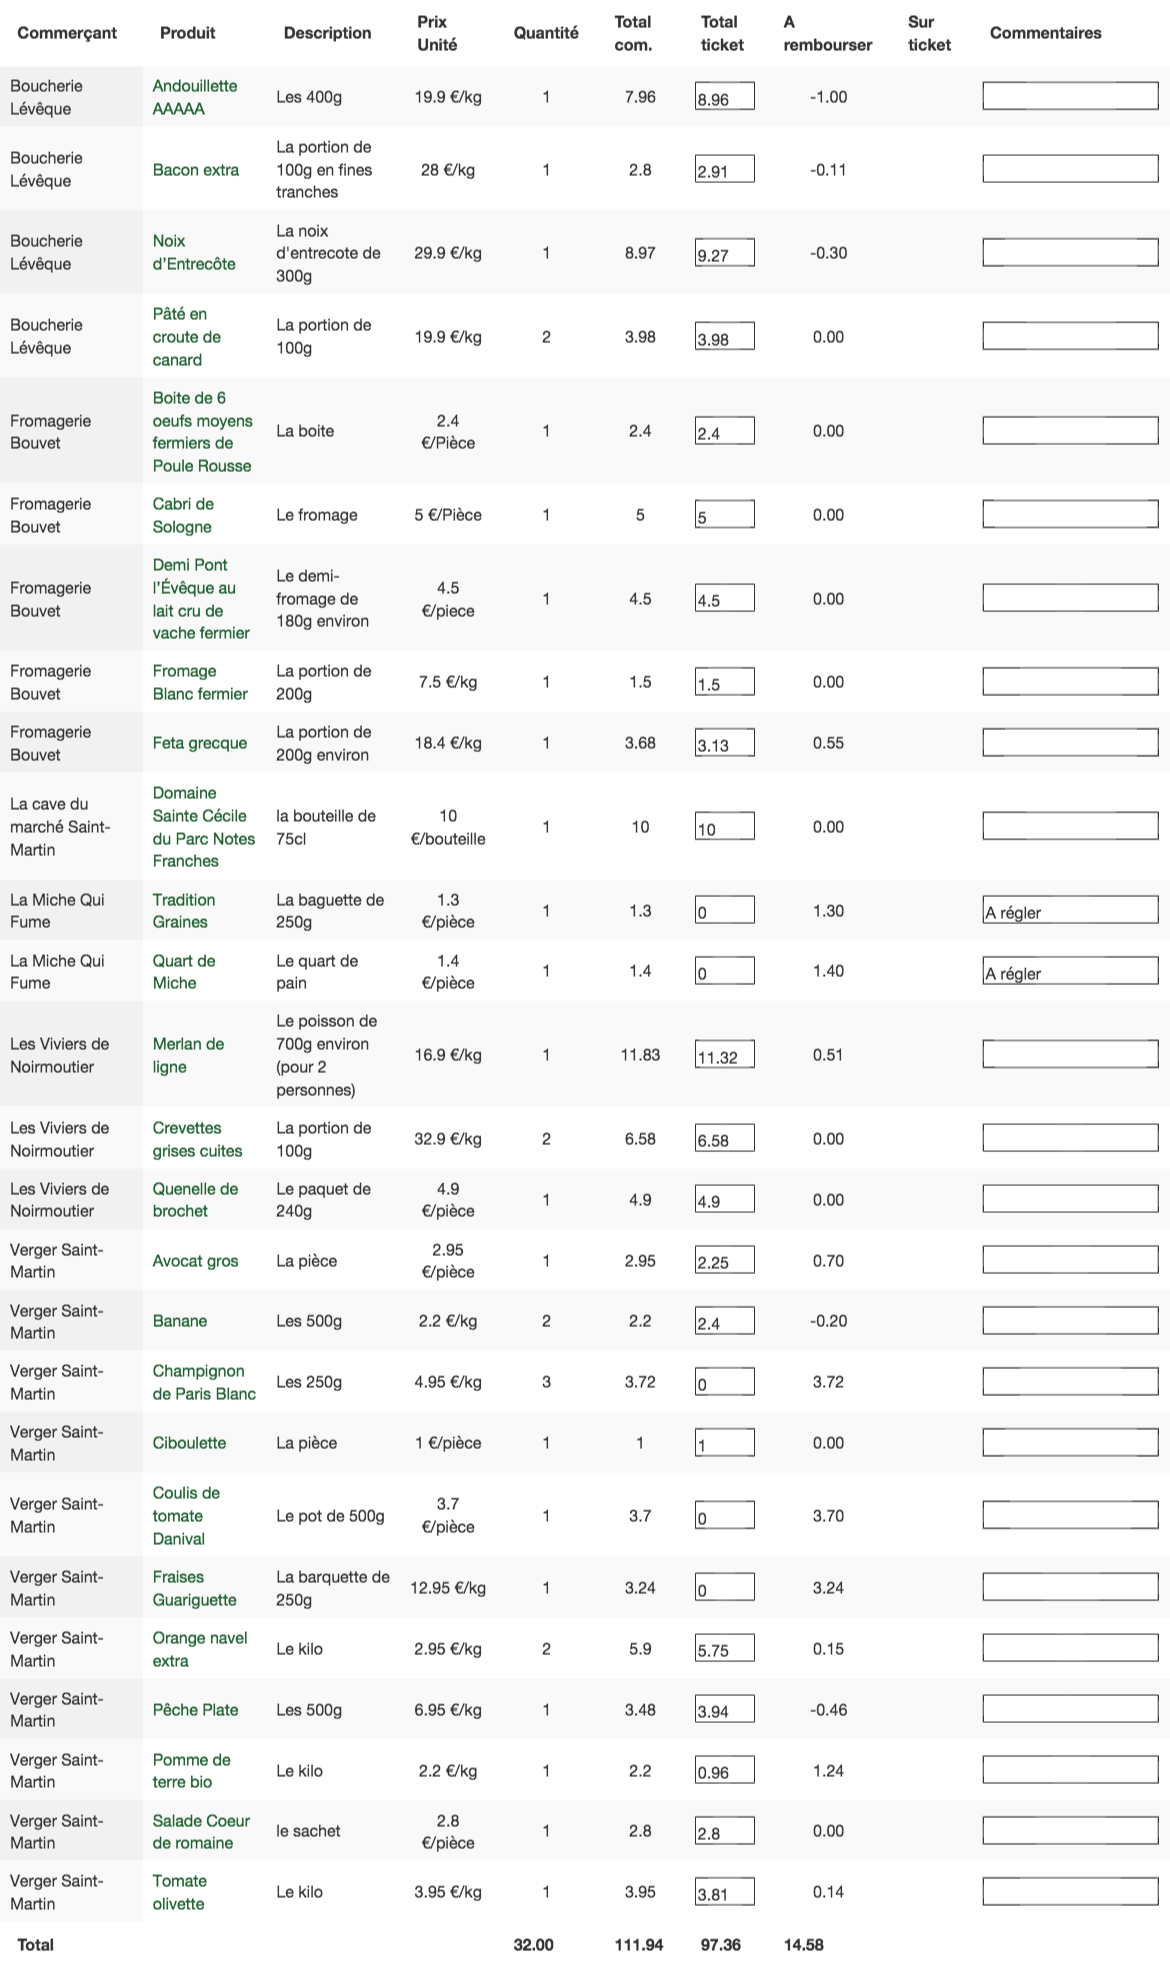 Commerçant Produit Description Prix Unité Quantité Total com. Total ticket A rembourser Sur ticket Commentaires
Boucherie Lévêque Andouillette AAAAA Les 400g 19.9 €/kg 1 7.96 8.96 -1.00
Boucherie Lévêque Bacon extra La portion de 100g en fines tranches 28 €/kg 1 2.8 2.91 -0.11
Boucherie Lévêque Noix d'Entrecôte La noix d'entrecote de 300g 29.9 €/kg 1 8.97 9.27 -0.30
Boucherie Lévêque Pâté en croute de canard La portion de 100g 19.9 €/kg 2 3.98 3.98 0.00
Fromagerie Bouvet Boite de 6 oeufs moyens fermiers de Poule Rousse La boite 2.4 €/Pièce 1 2.4 2.4 0.00
Fromagerie Bouvet Cabri de Sologne Le fromage 5 €/Pièce 1 5 5 0.00
Fromagerie Bouvet Demi Pont l'Évêque au lait cru de vache fermier Le demi-fromage de 180g environ 4.5 €/piece 1 4.5 4.5 0.00
Fromagerie Bouvet Fromage Blanc fermier La portion de 200g 7.5 €/kg 1 1.5 1.5 0.00
Fromagerie Bouvet Feta grecque La portion de 200g environ 18.4 €/kg 1 3.68 3.13 0.55
La cave du marché Saint-Martin Domaine Sainte Cécile du Parc Notes Franches la bouteille de 75cl 10 €/bouteille 1 10 10 0.00
La Miche Qui Fume Tradition Graines La baguette de 250g 1.3 €/pièce 1 1.3 0 1.30 A régler
La Miche Qui Fume Quart de Miche Le quart de pain 1.4 €/pièce 1 1.4 0 1.40 A régler
Les Viviers de Noirmoutier Merlan de ligne Le poisson de 700g environ (pour 2 personnes) 16.9 €/kg 1 11.83 11.32 0.51
Les Viviers de Noirmoutier Crevettes grises cuites La portion de 100g 32.9 €/kg 2 6.58 6.58 0.00
Les Viviers de Noirmoutier Quenelle de brochet Le paquet de 240g 4.9 €/pièce 1 4.9 4.9 0.00
Verger Saint-Martin Avocat gros La pièce 2.95 €/pièce 1 2.95 2.25 0.70
Verger Saint-Martin Banane Les 500g 2.2 €/kg 2 2.2 2.4 -0.20
Verger Saint-Martin Champignon de Paris Blanc Les 250g 4.95 €/kg 3 3.72 0 3.72
Verger Saint-Martin Ciboulette La pièce 1 €/pièce 1 1 1 0.00
Verger Saint-Martin Coulis de tomate Danival Le pot de 500g 3.7 €/pièce 1 3.7 0 3.70
Verger Saint-Martin Fraises Guariguette La barquette de 250g 12.95 €/kg 1 3.24 0 3.24
Verger Saint-Martin Orange navel extra Le kilo 2.95 €/kg 2 5.9 5.75 0.15
Verger Saint-Martin Pêche Plate Les 500g 6.95 €/kg 1 3.48 3.94 -0.46
Verger Saint-Martin Pomme de terre bio Le kilo 2.2 €/kg 1 2.2 0.96 1.24
Verger Saint-Martin Salade Coeur de romaine le sachet 2.8 €/pièce 1 2.8 2.8 0.00
Verger Saint-Martin Tomate olivette Le kilo 3.95 €/kg 1 3.95 3.81 0.14
Total 32.00 111.94 97.36 14.58